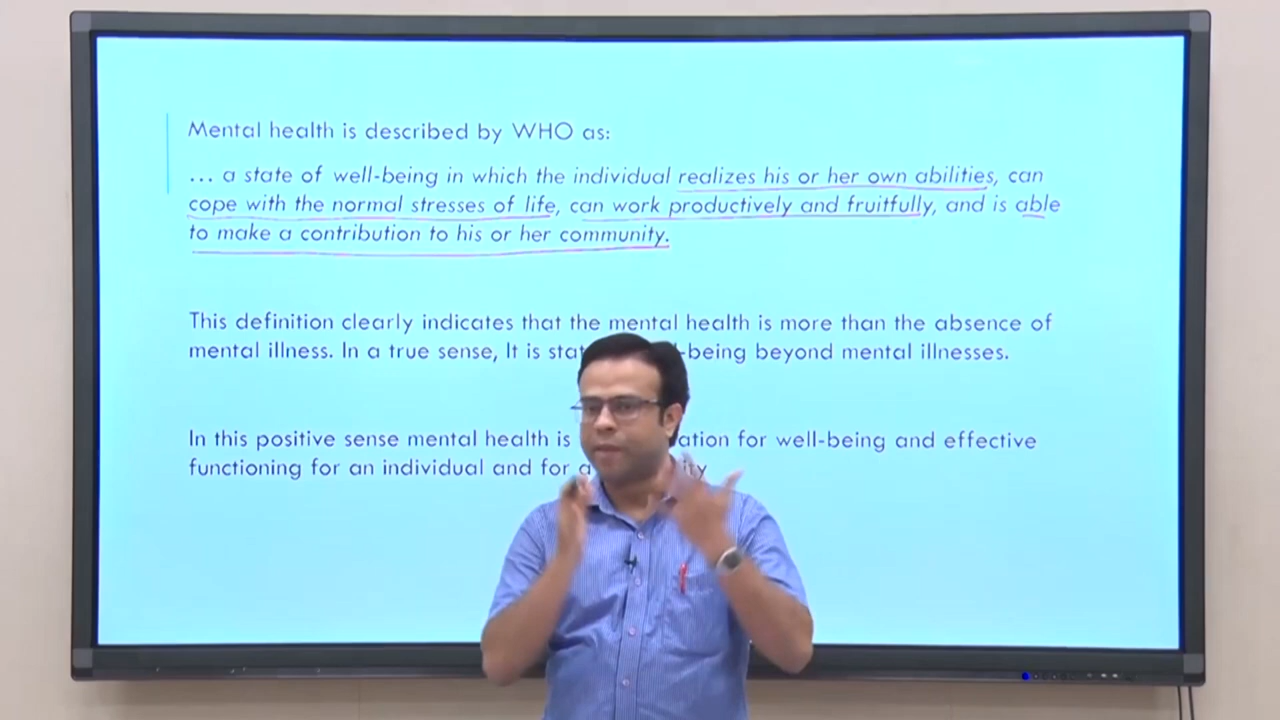 Mental health is described by WHO as:
... a state of well-being in which the individual realizes his or her own abilities, can
cope with the normal stresses of life, can work productively and fruitfully, and is able
to make a contribution to his or her community.
This definition clearly indicates that the mental health is more than the absence of
mental illness. In a true sense, It is -being beyond mental illnesses.
In this positive sense mental health is for well-being and effective
functioning for an individual and for